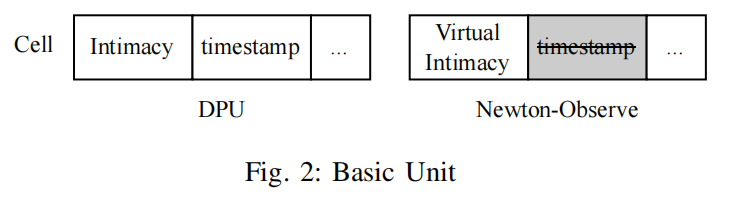 Cell
Intimacy
timestamp
...
Virtual
Intimacy
timestamp
...
DPU
Newton-Observe
Fig. 2: Basic Unit